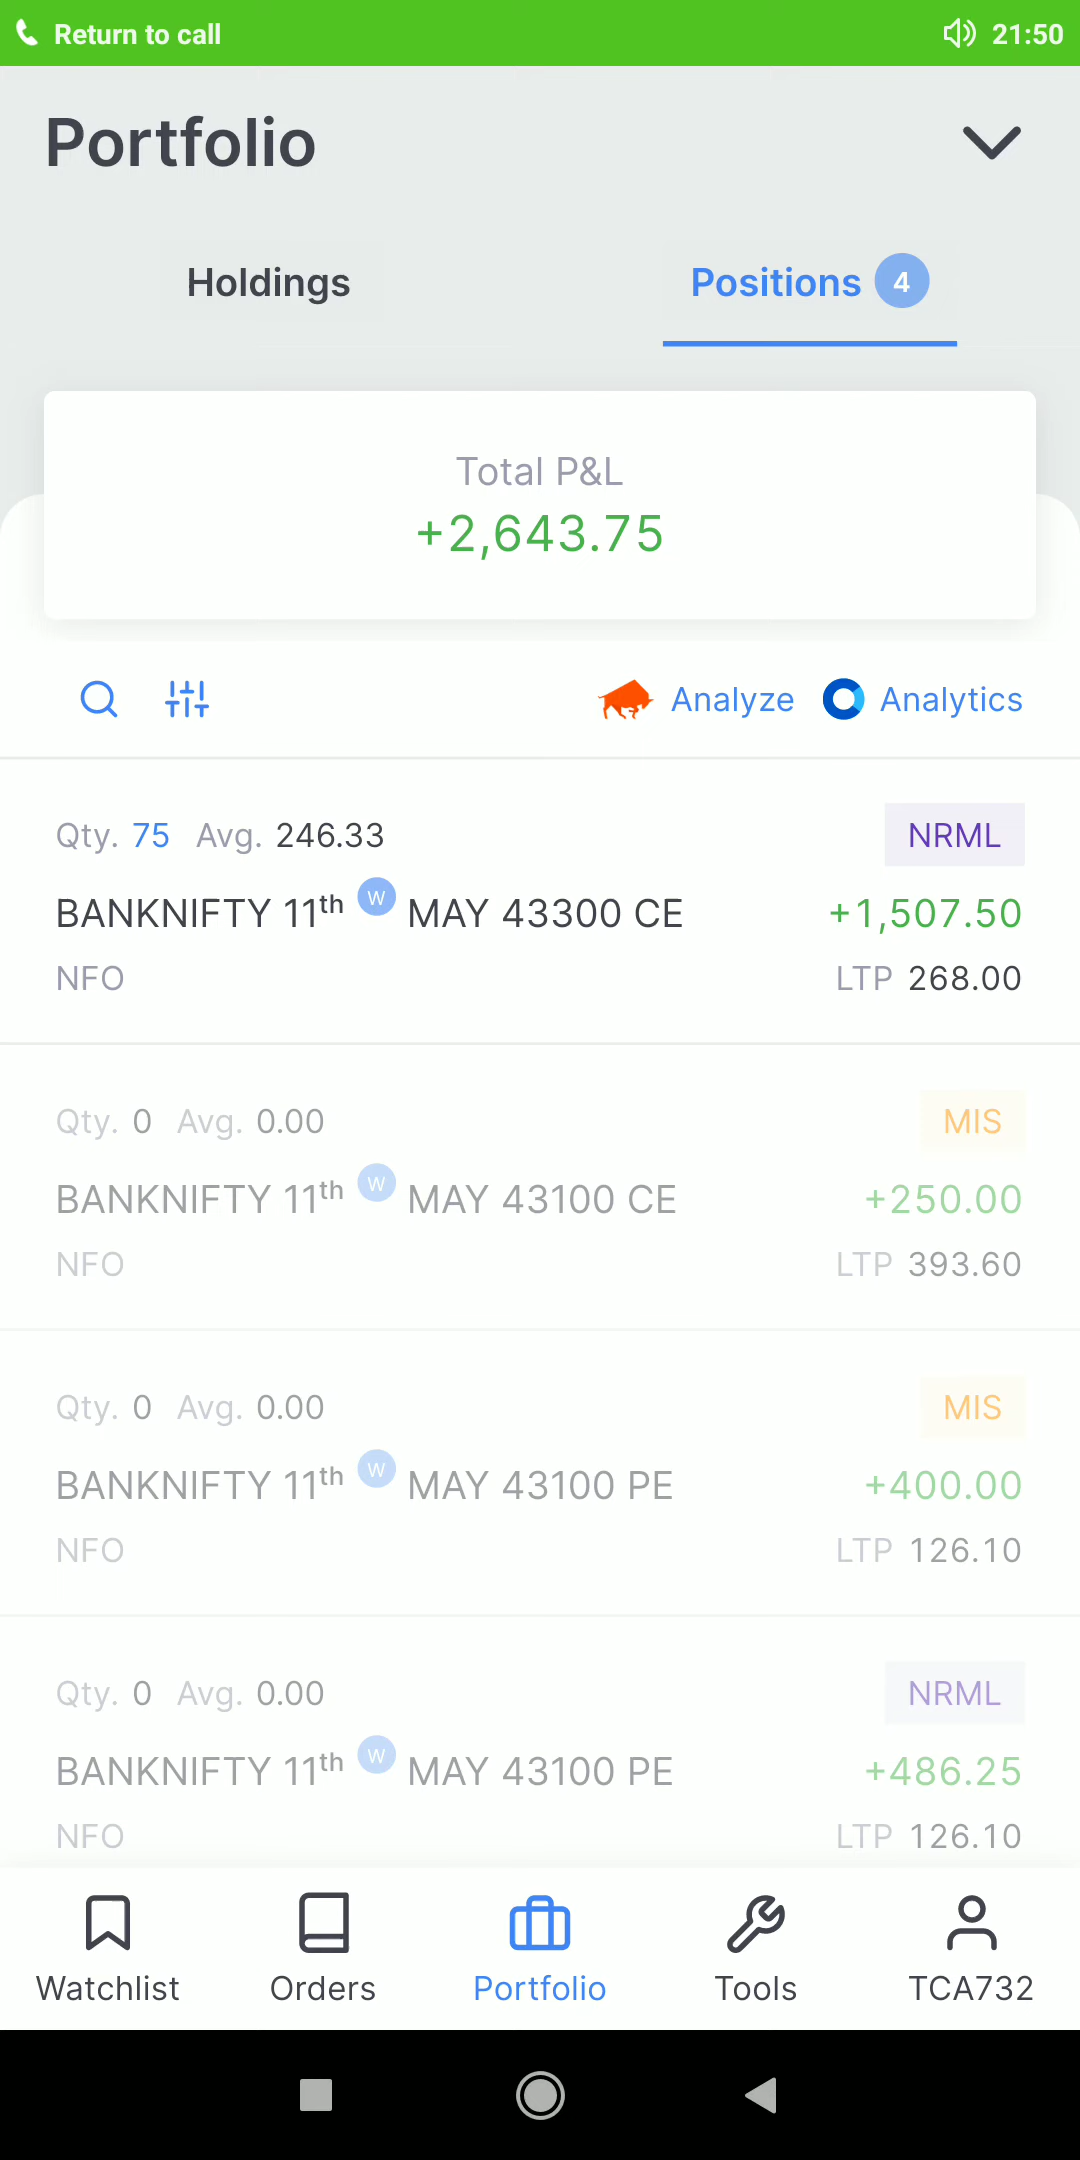 Return to call 21:50
Portfolio
Holdings Positions 4
Total P&L
+2,643.75
Analyze Analytics
Qty. 75 Avg. 246.33 NRML
BANKNIFTY 11th W MAY 43300 CE +1,507.50
NFO LTP 268.00
Qty. 0 Avg. 0.00 MIS
BANKNIFTY 11th W MAY 43100 CE +250.00
NFO LTP 393.60
Qty. 0 Avg. 0.00 MIS
BANKNIFTY 11th W MAY 43100 PE +400.00
NFO LTP 126.10
Qty. 0 Avg. 0.00 NRML
BANKNIFTY 11th W MAY 43100 PE +486.25
NFO LTP 126.10
Watchlist Orders Portfolio Tools TCA732